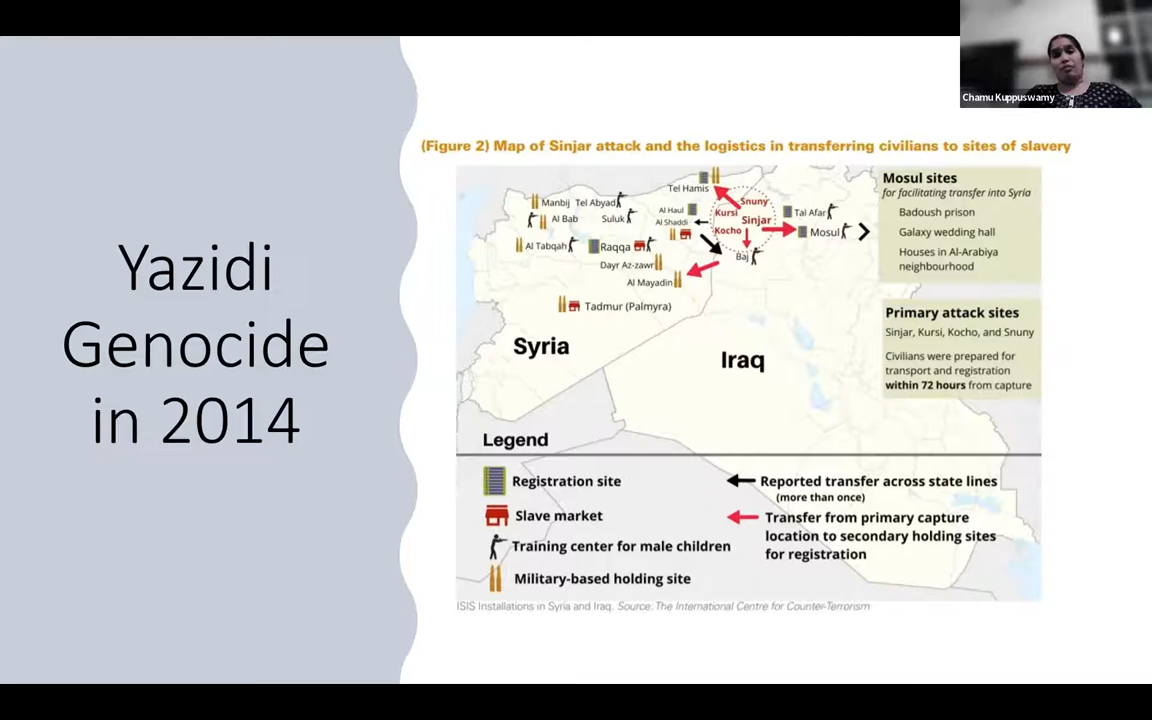 Chamu Kuppuswamy
Yazidi
Genocide
in 2014
(Figure 2) Map of Sinjar attack and the logistics in transferring civilians to sites of slavery
Tel Hamis
Manbij
Tel Abyad
Al Haul
Snuny
Kursi
Sinjar
Tal Afar
Al Bab
Suluk
Al Shaddi
Kocho
Mosul
Al Tabqah
Raqqa
Baj
Dayr Az-zawr
Al Mayadin
Tadmur (Palmyra)
Syria
Iraq
Mosul sites
for facilitating transfer into Syria
Badoush prison
Galaxy wedding hall
Houses in Al-Arabiya
neighbourhood
Primary attack sites
Sinjar, Kursi, Kocho, and Snuny
Civilians were prepared for
transport and registration
within 72 hours from capture
Legend
Registration site
Slave market
Training center for male children
Military-based holding site
Reported transfer across state lines
(more than once)
Transfer from primary capture
location to secondary holding sites
for registration
ISIS Installations in Syria and Iraq. Source: The International Centre for Counter-Terrorism